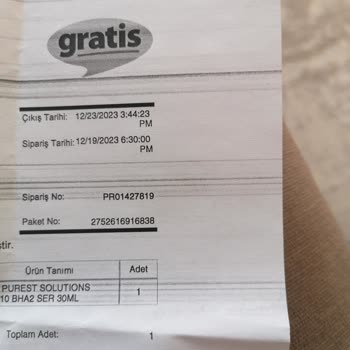 gratis
Çıkış Tarihi: 12/23/2023 3:44:23
PM
Sipariş Tarihi: 12/19/2023 6:30:00
PM
Sipariş No: PR01427819
Paket No: 2752616916838
ştir.
Ürün Tanımı Adet
PUREST SOLUTIONS
10 BHA2 SER 30ML 1
Toplam Adet: 1